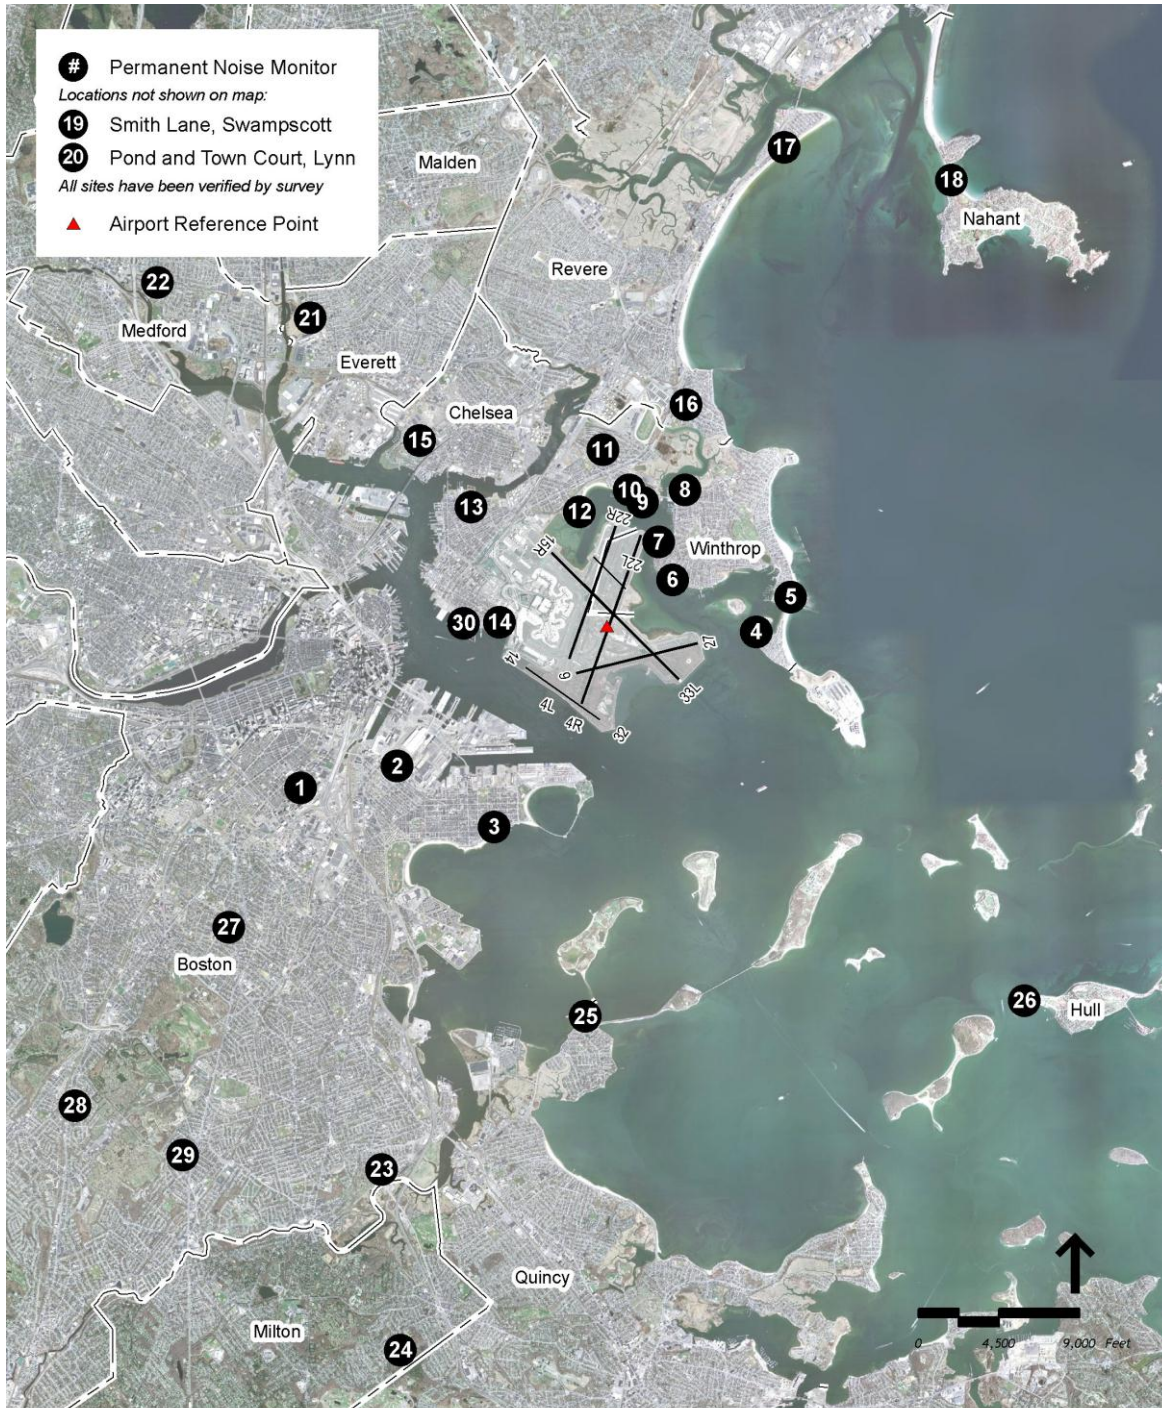 # Permanent Noise Monitor
Locations not shown on map:
19 Smith Lane, Swampscott
20 Pond and Town Court, Lynn
All sites have been verified by survey
Airport Reference Point
Malden
17
18
Nahant
Revere
22
21
Medford
Everett
16
Chelsea
15
11
10
8
9
13
12
22R
7
15R
22L
Winthrop
6
5
30
14
4
27
14
9
33L
4L
4R
32
2
1
3
27
Boston
26
Hull
25
28
29
23
Quincy
Milton
24
0 4,500 9,000 Feet